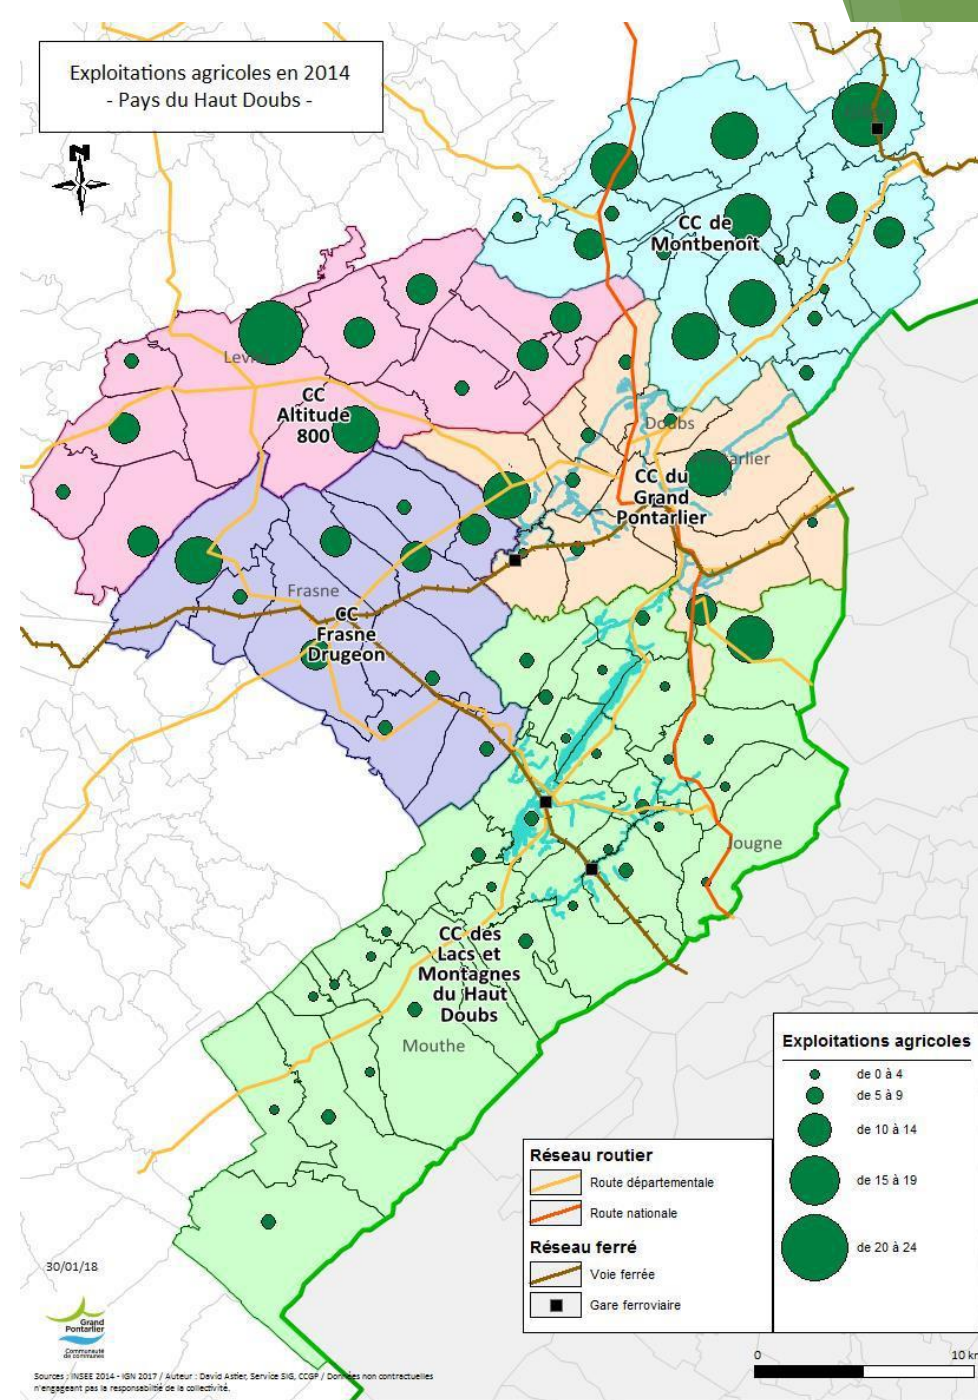 Exploitations agricoles en 2014
- Pays du Haut Doubs -
N
CC de
Montbenoît
CC
Altitude
800
Doubs
CC du
Grand
Pontarlier
Frasne
CC
Frasne
Drugeon
Jougne
CC des
Lacs et
Montagnes
du Haut
Doubs
Mouthe
Exploitations agricoles
de 0 à 4
de 5 à 9
de 10 à 14
de 15 à 19
de 20 à 24
Réseau routier
Route départementale
Route nationale
Réseau ferré
Voie ferrée
Gare ferroviaire
30/01/18
Grand
Pontarlier
Communauté
de communes
0 10 km
Sources : INSEE 2014 - IGN 2017 / Auteur : David Astier, Service SIG, CCGP / Données non contractuelles
n'engageant pas la responsabilité de la collectivité.